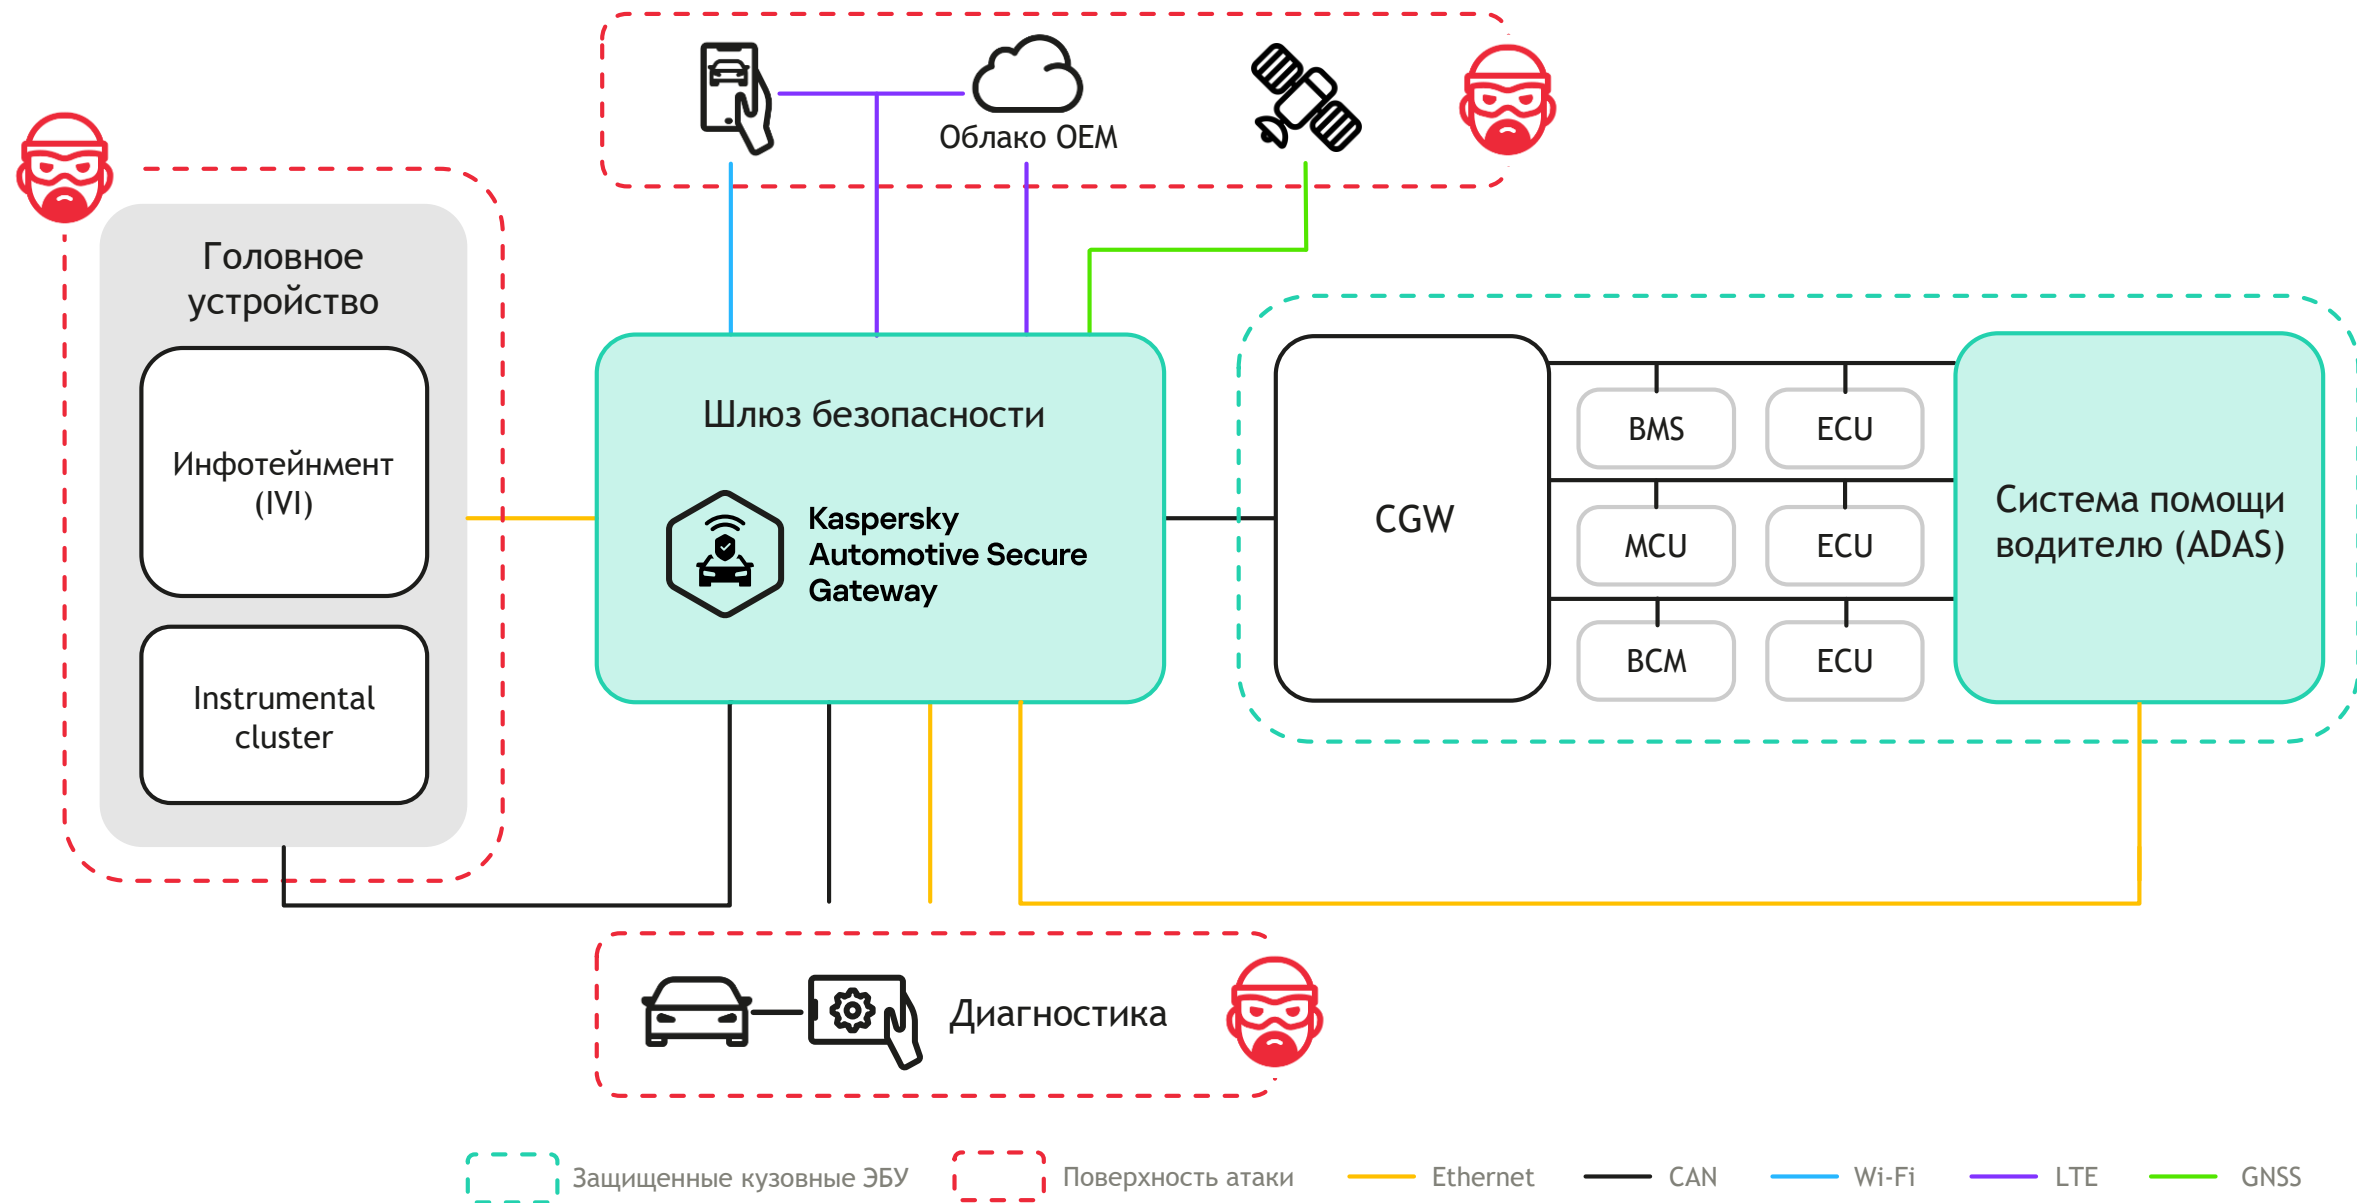 Облако OEM
Головное
устройство
Инфотейнмент
(IVI)
Instrumental
cluster
Шлюз безопасности
Kaspersky
Automotive Secure
Gateway
CGW
BMS
ECU
MCU
ECU
BCM
ECU
Система помощи
водителю (ADAS)
Диагностика
Защищенные кузовные ЭБУ
Поверхность атаки
Ethernet
CAN
Wi-Fi
LTE
GNSS